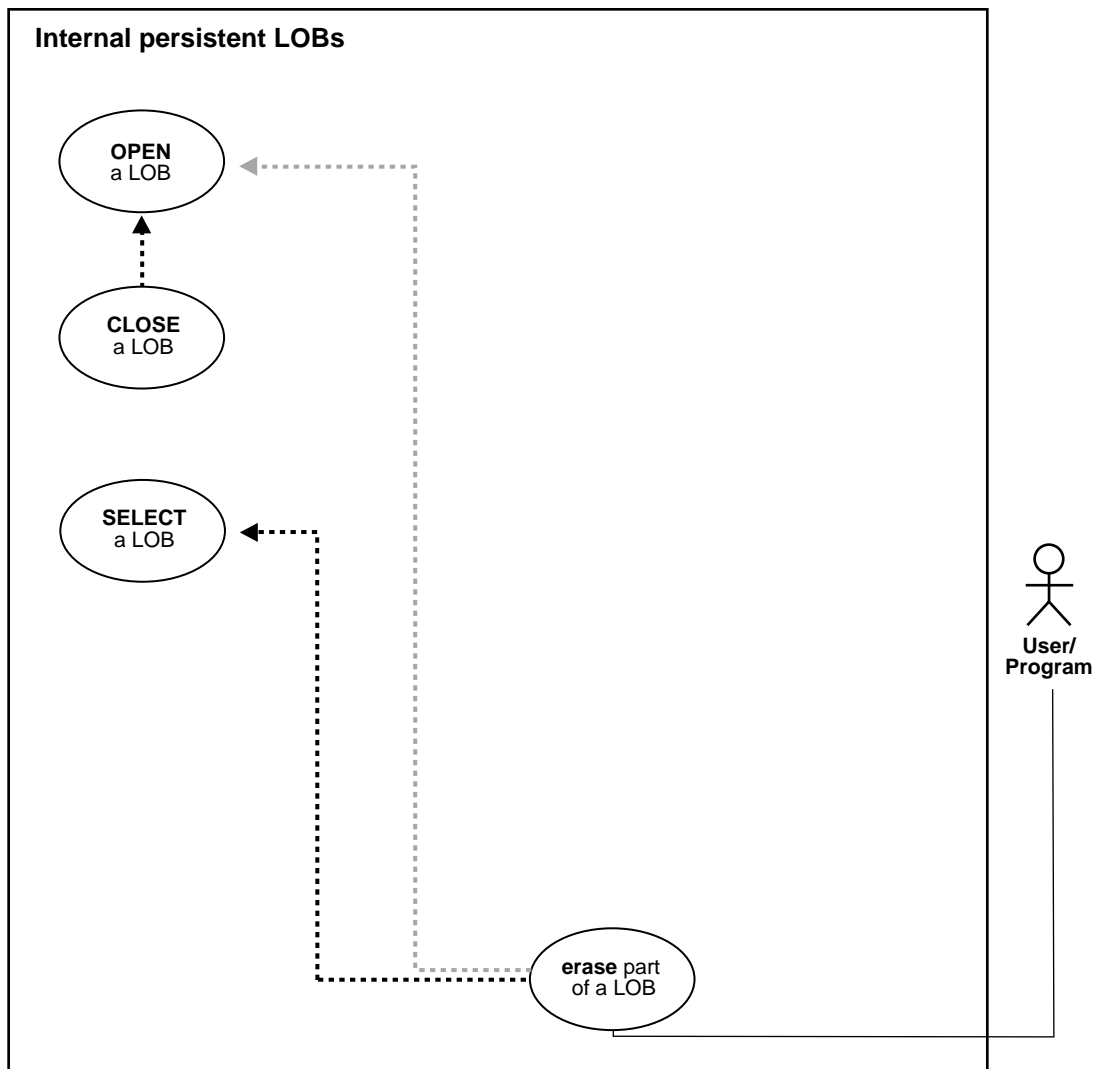 Internal persistent LOBs
OPEN
a LOB
CLOSE
a LOB
SELECT
a LOB
User/
Program
erase part
of a LOB